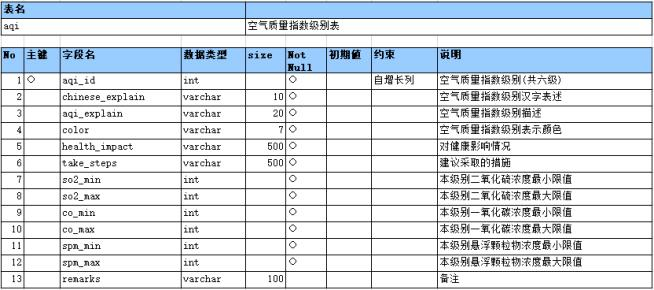 表名
aqi 空气质量指数级别表
No 主键 字段名 数据类型 size Not Null 初期值 约束 说明
1 ◇ aqi_id int ◇ 自增长列 空气质量指数级别(共六级)
2 chinese_explain varchar 10 ◇ 空气质量指数级别汉字表述
3 aqi_explain varchar 20 ◇ 空气质量指数级别描述
4 color varchar 7 ◇ 空气质量指数级别表示颜色
5 health_impact varchar 500 ◇ 对健康影响情况
6 take_steps varchar 500 ◇ 建议采取的措施
7 so2_min int ◇ 本级别二氧化硫浓度最小限值
8 so2_max int ◇ 本级别二氧化硫浓度最大限值
9 co_min int ◇ 本级别一氧化碳浓度最小限值
10 co_max int ◇ 本级别一氧化碳浓度最大限值
11 spm_min int ◇ 本级别悬浮颗粒物浓度最小限值
12 spm_max int ◇ 本级别悬浮颗粒物浓度最大限值
13 remarks varchar 100 备注